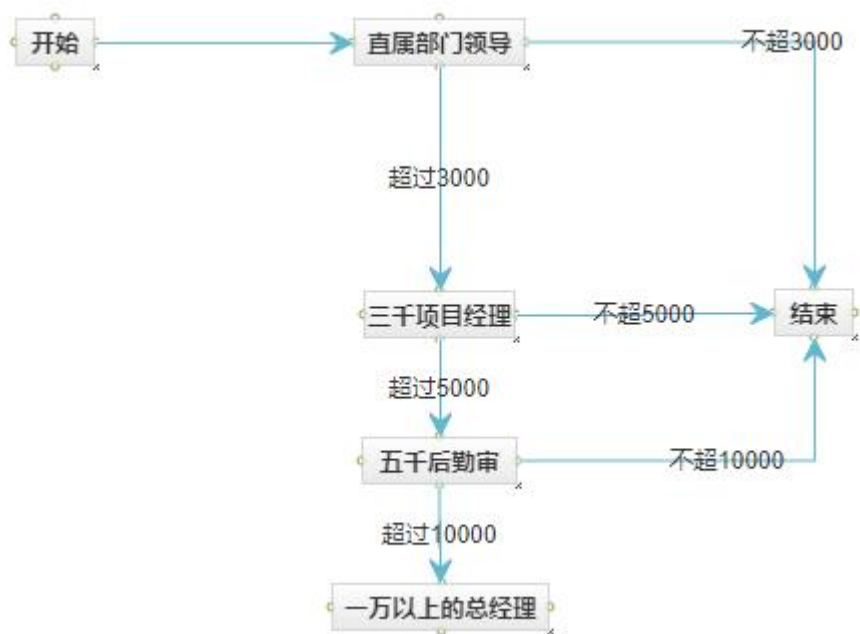 开始
直属部门领导
不超3000
超过3000
三千项目经理
不超5000
结束
超过5000
五千后勤审
不超10000
超过10000
一万以上的总经理